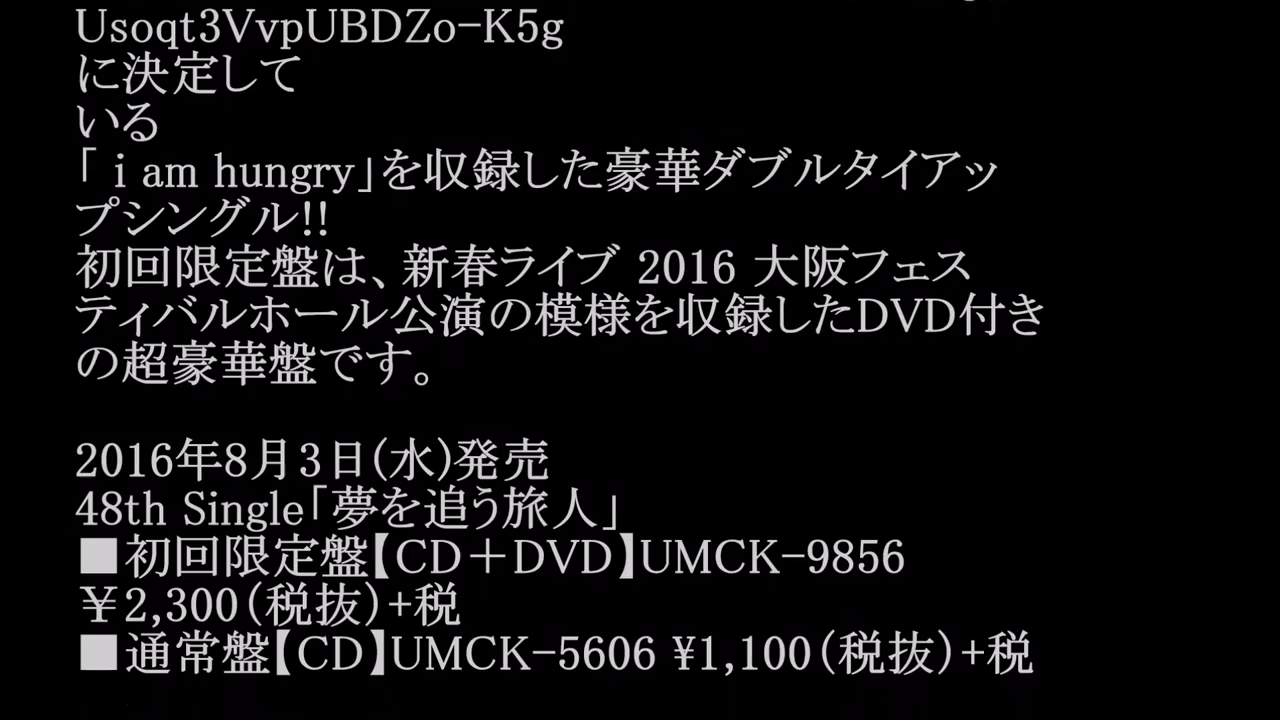 Usoqt3VvpUBDZo-K5g
に決定して
いる
「 i am hungry」を収録した豪華ダブルタイアッ
プシングル!!
初回限定盤は、新春ライブ 2016 大阪フェス
ティバルホール公演の模様を収録したDVD付き
の超豪華盤です。
2016年8月３日(水)発売
48th Single「夢を追う旅人」
■初回限定盤【CD＋DVD】UMCK-9856
￥2,300（税抜）+税
■通常盤【CD】UMCK-5606 ¥1,100（税抜）+税